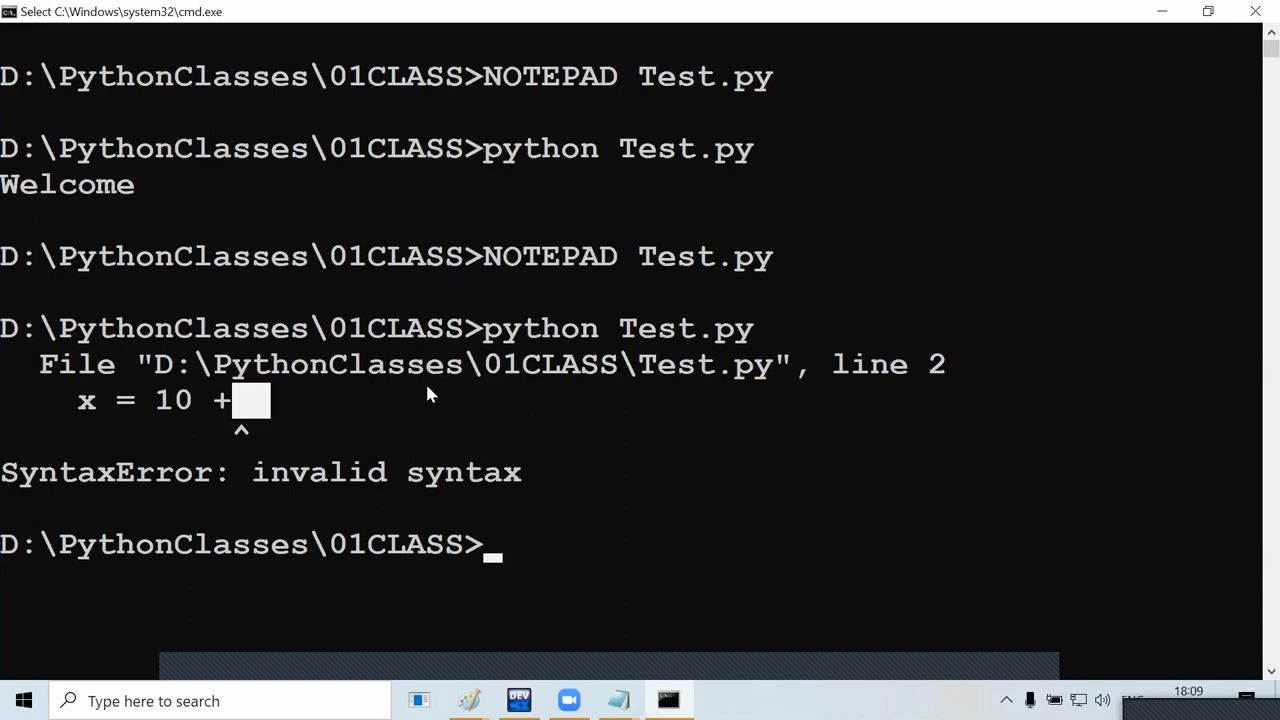 Select C:\Windows\system32\cmd.exe
D:\PythonClasses\01CLASS>NOTEPAD Test.py
D:\PythonClasses\01CLASS>python Test.py
Welcome
D:\PythonClasses\01CLASS>NOTEPAD Test.py
D:\PythonClasses\01CLASS>python Test.py
File "D:\PythonClasses\01CLASS\Test.py", line 2
x = 10 +
^
SyntaxError: invalid syntax
D:\PythonClasses\01CLASS>
Type here to search
DEV
18:09